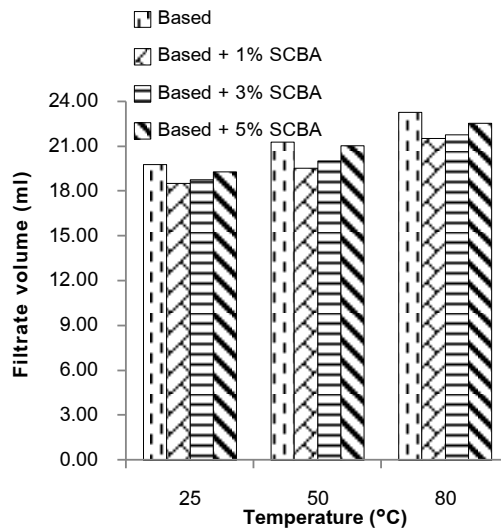 Based
Based + 1% SCBA
Based + 3% SCBA
Based + 5% SCBA
24.00
21.00
18.00
15.00
12.00
9.00
6.00
3.00
0.00
Filtrate volume (ml)
25 50 80
Temperature (°C)